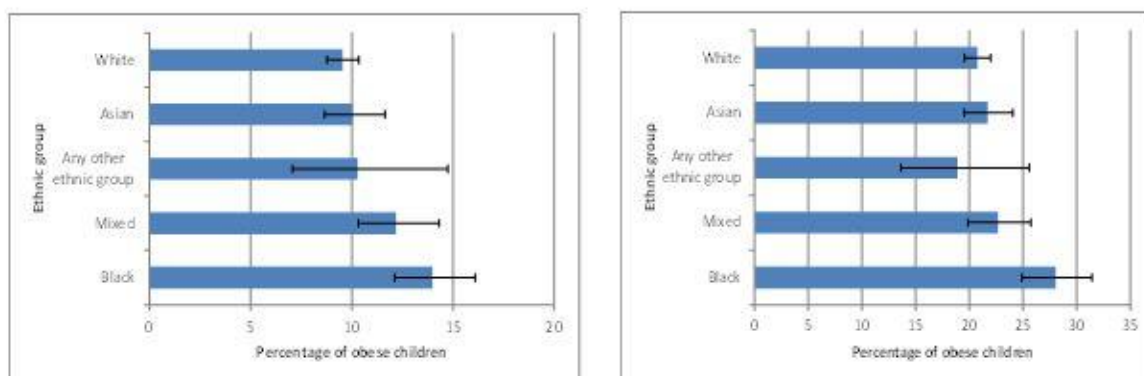 White
Asian
Any other
ethnic group
Mixed
Black
Ethnic group
0 5 10 15 20
Percentage of obese children
White
Asian
Any other
ethnic group
Mixed
Black
Ethnic group
0 5 10 15 20 25 30 35
Percentage of obese children